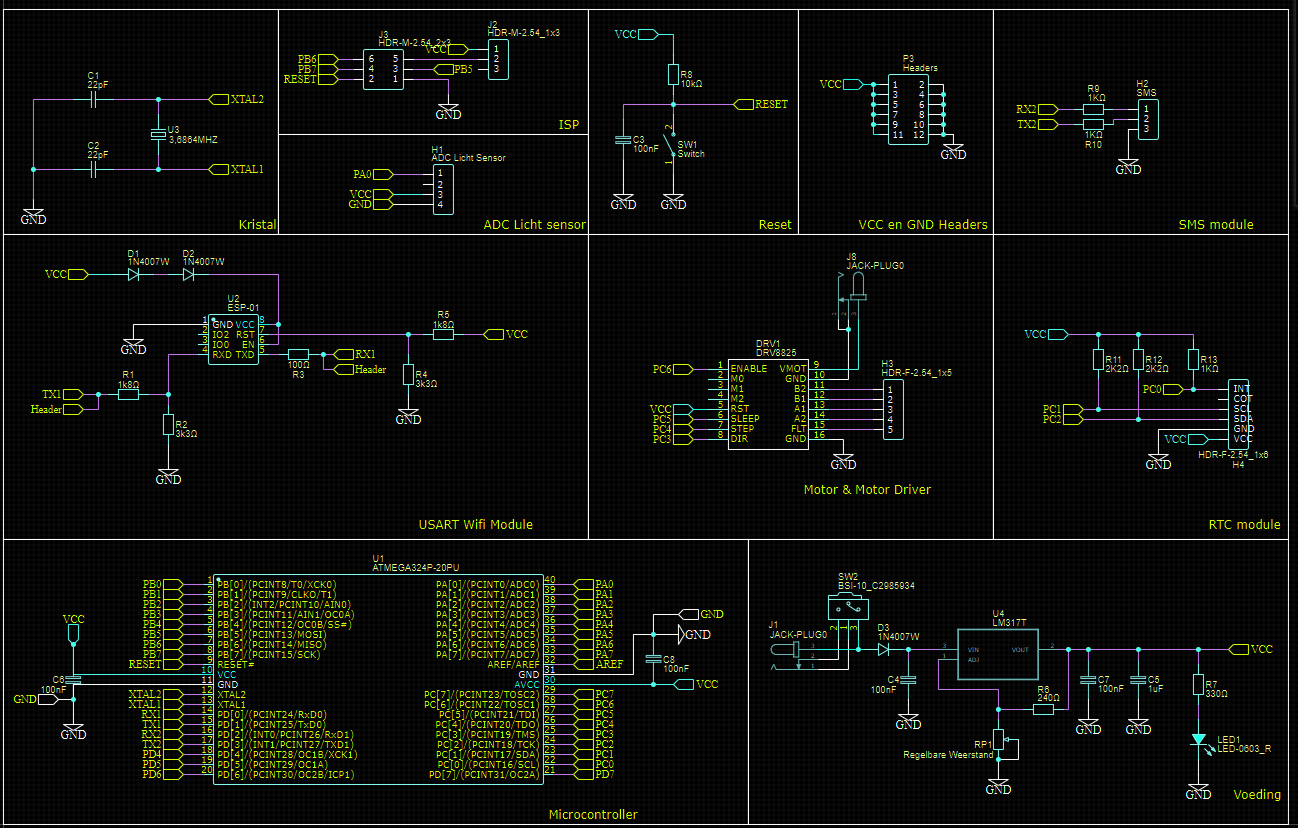 C1
22pF
XTAL2
U3
3,6864MHZ
C2
22pF
XTAL1
GND
Kristal
J3
HDR-M-2.54_2x3
J2
HDR-M-2.54_1x3
VCC
1
2
3
PB6
PB7
RESET
6 5
4 3
2 1
PB5
GND
ISP
H1
ADC Licht Sensor
PA0
VCC
GND
1
2
3
4
ADC Licht sensor
VCC
R8
10kΩ
RESET
C3
100nF
2
SW1
Switch
1
GND
GND
Reset
P3
Headers
VCC
1 2
3 4
5 6
7 8
9 10
11 12
GND
VCC en GND Headers
R9
1KΩ
H2
SMS
RX2
TX2
1
2
3
1KΩ
R10
GND
SMS module
VCC
D1
1N4007W
D2
1N4007W
U2
ESP-01
1 GND VCC 8
2 IO2 RST 7
3 IO0 EN 6
4 RXD TXD 5
GND
R5
1k8Ω
VCC
100Ω
R3
RX1
Header
R4
3k3Ω
GND
R1
1k8Ω
TX1
Header
R2
3k3Ω
GND
USART Wifi Module
J8
JACK-PLUG0
1 2 3
DRV1
DRV8825
PC6
VCC
PC5
PC4
PC3
1 ENABLE VMOT 9
2 M0 GND 10
3 M1 B2 11
4 M2 B1 12
5 RST A1 13
6 SLEEP A2 14
7 STEP FLT 15
8 DIR GND 16
H3
HDR-F-2.54_1x5
1
2
3
4
5
GND
Motor & Motor Driver
VCC
R11
2K2Ω
R12
2K2Ω
R13
1KΩ
PC0
PC1
PC2
VCC
GND
INT
COT
SCL
SDA
GND
VCC
HDR-F-2.54_1x6
H4
RTC module
U1
ATMEGA324P-20PU
PB0 1 PB[0]/(PCINT8/T0/XCK0) PA[0]/(PCINT0/ADC0) 40 PA0
PB1 2 PB[1]/(PCINT9/CLKO/T1) PA[1]/(PCINT1/ADC1) 39 PA1
PB2 3 PB[2]/(INT2/PCINT10/AIN0) PA[2]/(PCINT2/ADC2) 38 PA2
PB3 4 PB[3]/(PCINT11/AIN1/OC0A) PA[3]/(PCINT3/ADC3) 37 PA3
PB4 5 PB[4]/(PCINT12/OC0B/SS#) PA[4]/(PCINT4/ADC4) 36 PA4
PB5 6 PB[5]/(PCINT13/MOSI) PA[5]/(PCINT5/ADC5) 35 PA5
PB6 7 PB[6]/(PCINT14/MISO) PA[6]/(PCINT6/ADC6) 34 PA6
PB7 8 PB[7]/(PCINT15/SCK) PA[7]/(PCINT7/ADC7) 33 PA7
RESET 9 RESET# AREF/AREF 32 AREF
10 VCC GND 31
11 GND AVCC 30
XTAL2 12 XTAL2 PC[7]/(PCINT23/TOSC2) 29 PC7
XTAL1 13 XTAL1 PC[6]/(PCINT22/TOSC1) 28 PC6
RX1 14 PD[0]/(PCINT24/RxD0) PC[5]/(PCINT21/TDI) 27 PC5
TX1 15 PD[1]/(PCINT25/TxD0) PC[4]/(PCINT20/TDO) 26 PC4
RX2 16 PD[2]/(INT0/PCINT26/RxD1) PC[3]/(PCINT19/TMS) 25 PC3
TX2 17 PD[3]/(INT1/PCINT27/TXD1) PC[2]/(PCINT18/TCK) 24 PC2
PD4 18 PD[4]/(PCINT28/OC1B/XCK1) PC[1]/(PCINT17/SDA) 23 PC1
PD5 19 PD[5]/(PCINT29/OC1A) PC[0]/(PCINT16/SCL) 22 PC0
PD6 20 PD[6]/(PCINT30/OC2B/ICP1) PD[7]/(PCINT31/OC2A) 21 PD7
VCC
C6
100nF
GND
GND
GND
GND
C8
100nF
VCC
Microcontroller
SW2
BSI-10_C2985934
2 1 3
J1
JACK-PLUG0
3
2
1
D3
1N4007W
U4
LM317T
3 VIN VOUT 2
1 ADJ
VCC
C4
100nF
GND
R6
240Ω
C7
100nF
GND
C5
1uF
GND
R7
330Ω
LED1
LED-0603_R
GND
RP1
Regelbare Weerstand
GND
Voeding